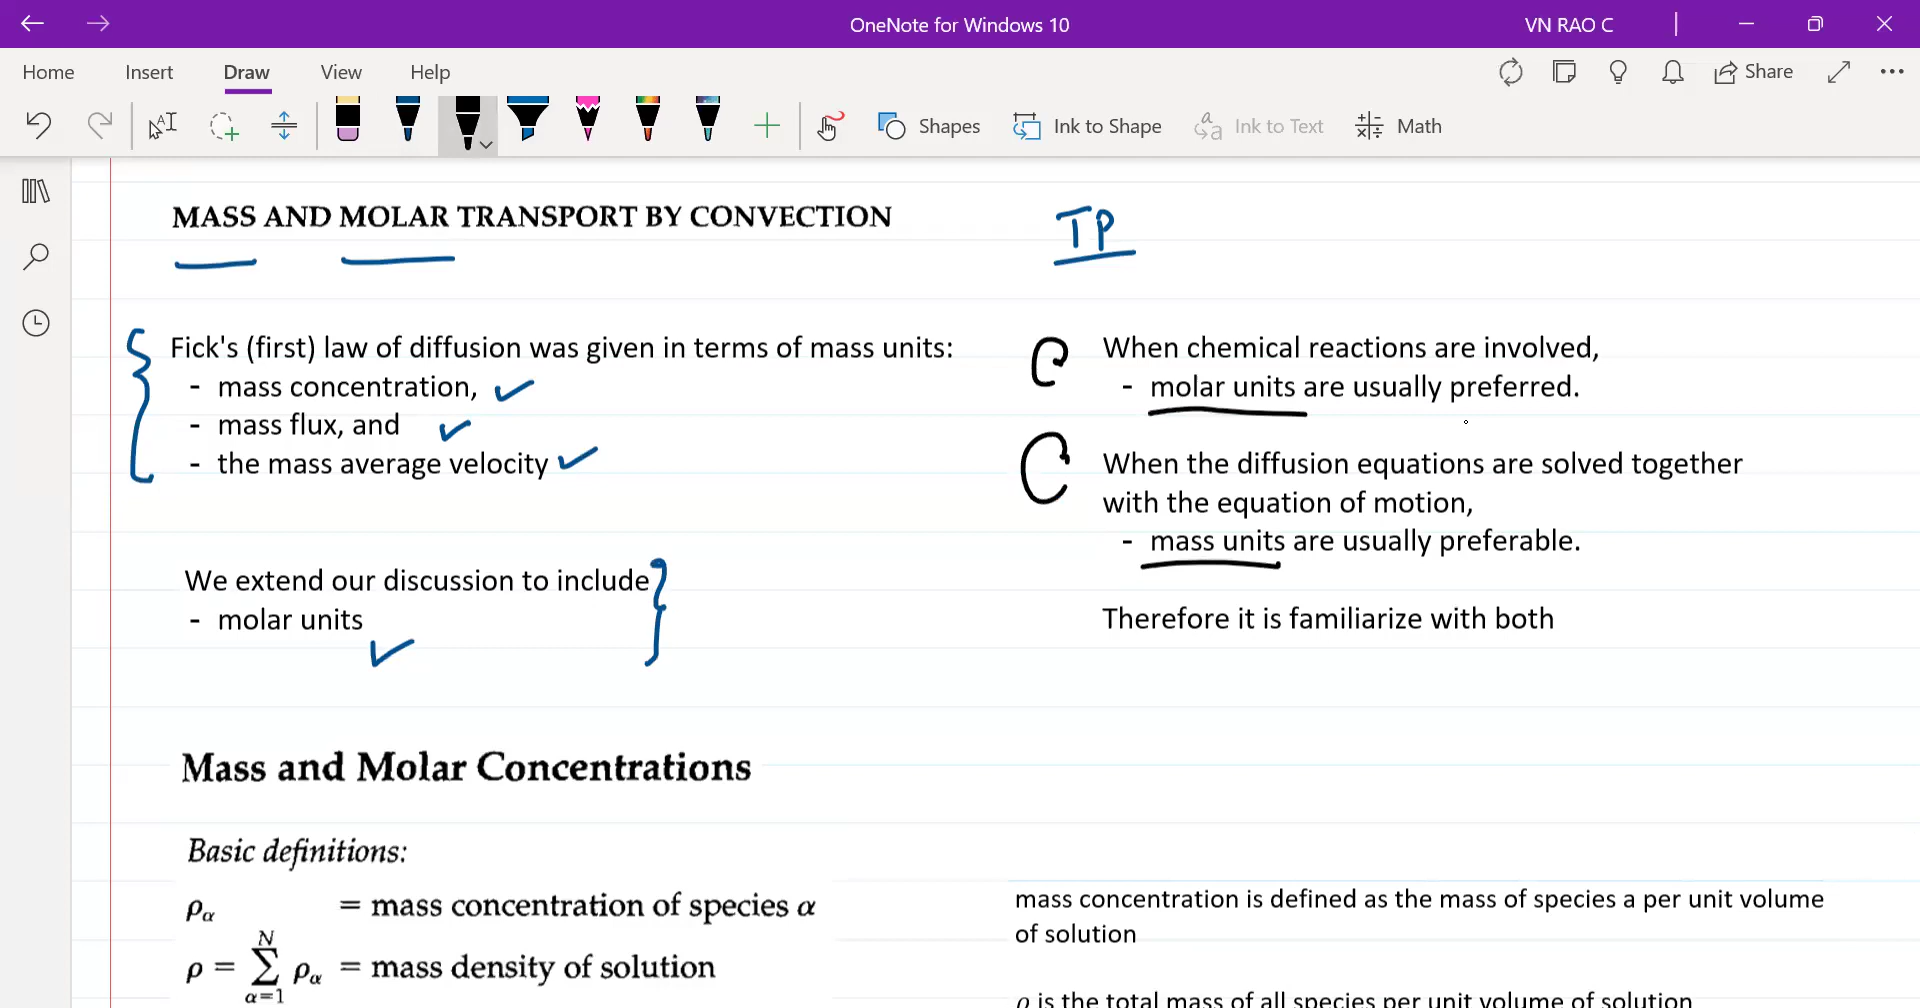 OneNote for Windows 10
VN RAO C
Home Insert Draw View Help
Share
Shapes Ink to Shape Ink to Text Math
MASS AND MOLAR TRANSPORT BY CONVECTION
TP
Fick's (first) law of diffusion was given in terms of mass units:
- mass concentration,
- mass flux, and
- the mass average velocity
We extend our discussion to include
- molar units
When chemical reactions are involved,
- molar units are usually preferred.
When the diffusion equations are solved together
with the equation of motion,
- mass units are usually preferable.
Therefore it is familiarize with both
Mass and Molar Concentrations
Basic definitions:
ρα = mass concentration of species α
N
ρ = Σ ρα = mass density of solution
α=1
mass concentration is defined as the mass of species a per unit volume
of solution
ρ is the total mass of all species per unit volume of solution